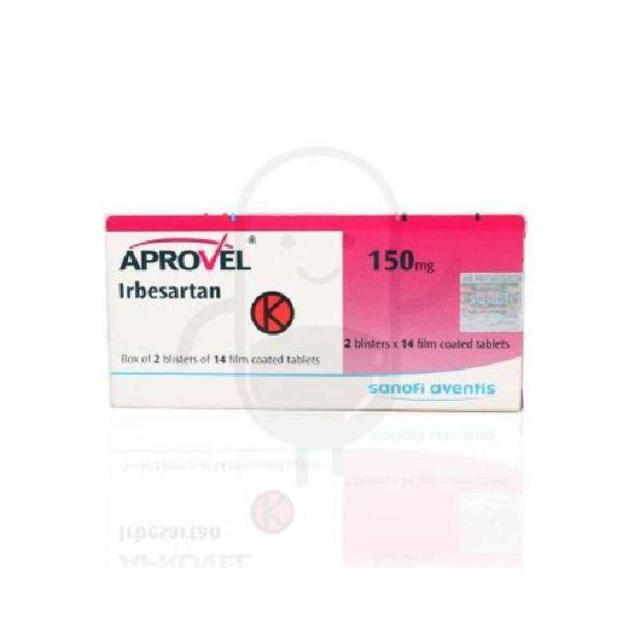 APROVEL®
Irbesartan
K
Box of 2 blisters of 14 film coated tablets
150mg
sanofi
2 blisters x 14 film coated tablets
sanofi aventis